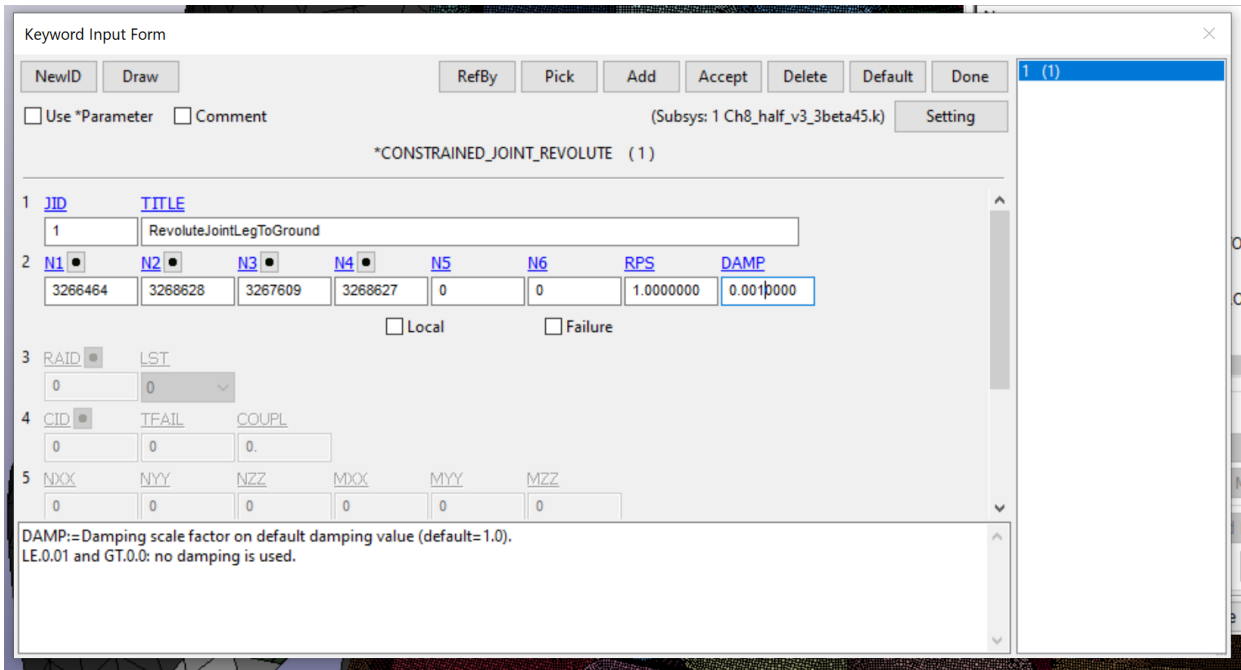 Keyword Input Form
NewID Draw RefBy Pick Add Accept Delete Default Done
1 (1)
Use *Parameter Comment (Subsys: 1 Ch8_half_v3_3beta45.k) Setting
*CONSTRAINED_JOINT_REVOLUTE (1)
1 JID TITLE
1 RevoluteJointLegToGround
2 N1 N2 N3 N4 N5 N6 RPS DAMP
3266464 3268628 3267609 3268627 0 0 1.0000000 0.0010000
Local Failure
3 RAID LST
0 0
4 CID TFAIL COUPL
0 0 0.
5 NXX NYY NZZ MXX MYY MZZ
0 0 0 0 0 0
DAMP:=Damping scale factor on default damping value (default=1.0).
LE.0.01 and GT.0.0: no damping is used.